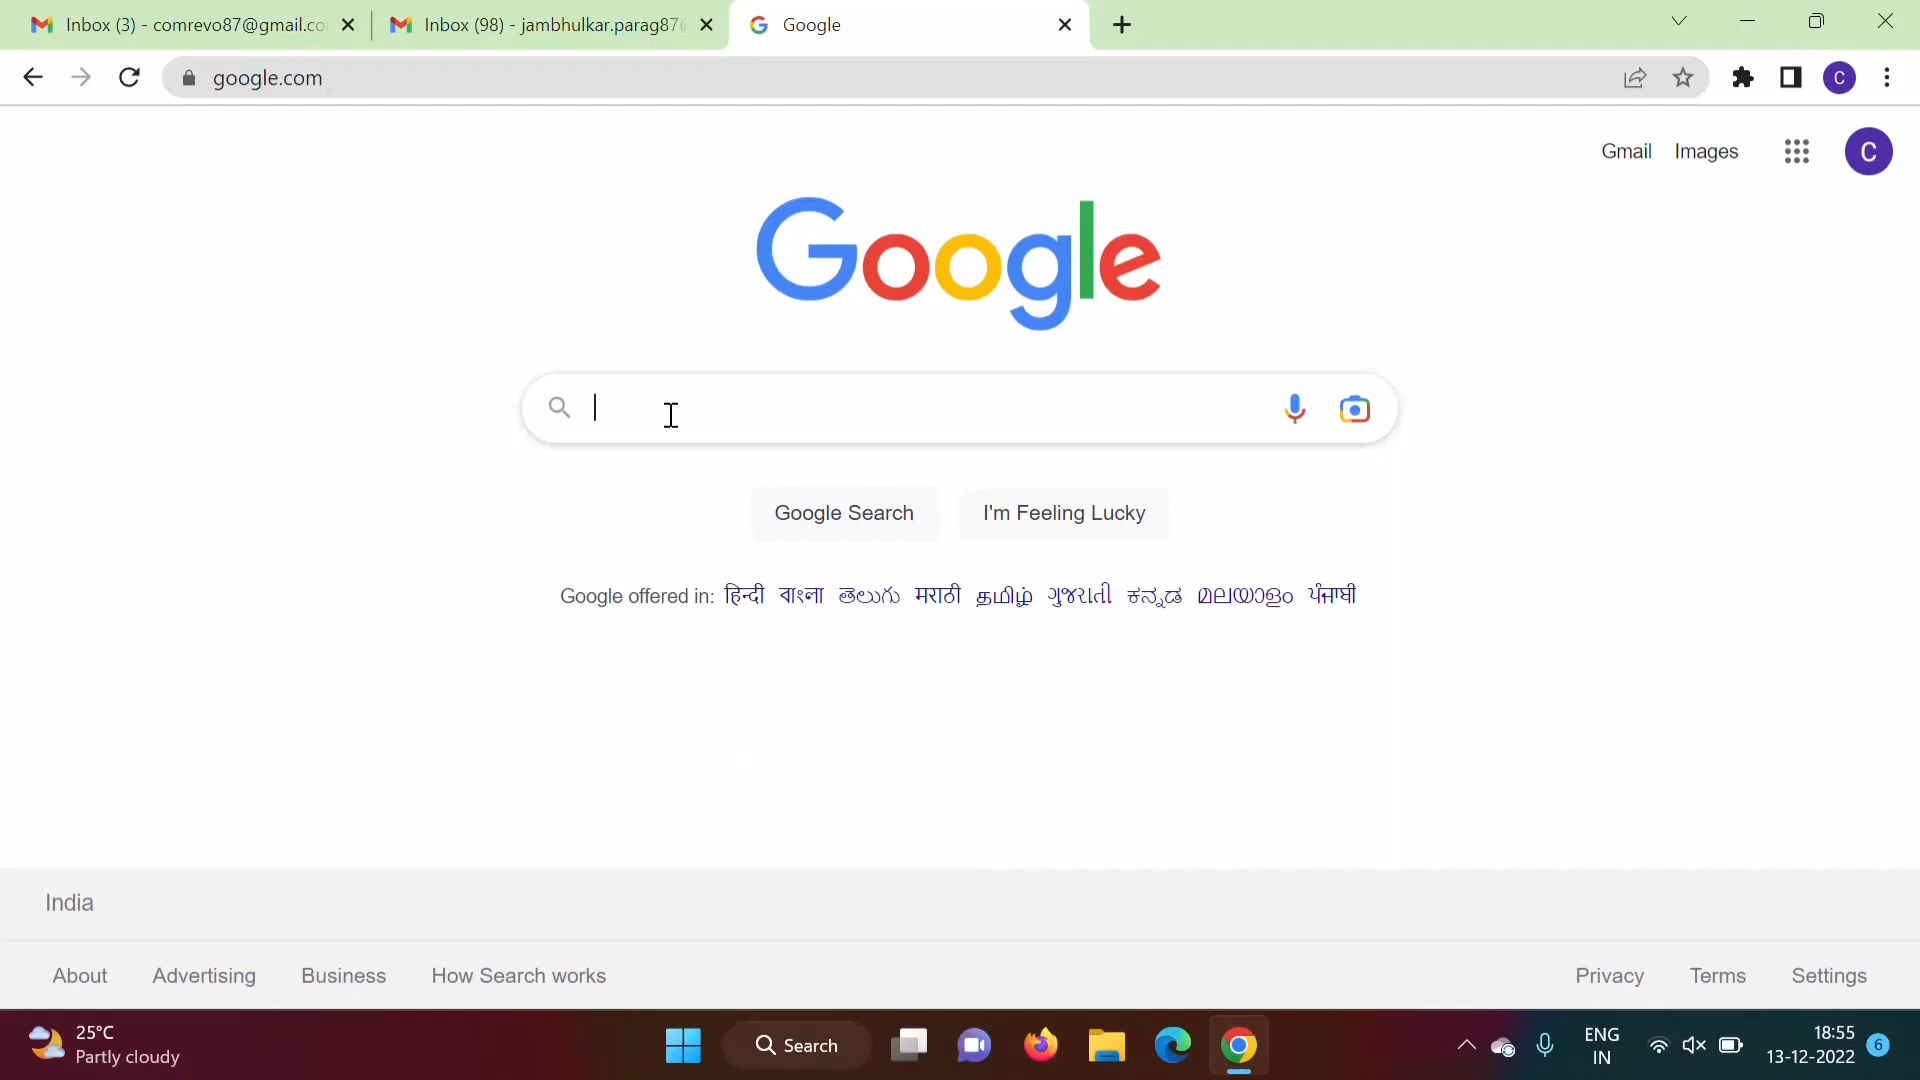 Inbox (3) - comrevo87@gmail.co
Inbox (98) - jambhulkar.parag87
Google
google.com
C
Gmail Images
C
Google
Google Search I'm Feeling Lucky
Google offered in: हिन्दी বাংলা తెలుగు मराठी தமிழ் ગુજરાતી ಕನ್ನಡ മലയാളം ਪੰਜਾਬੀ
India
About Advertising Business How Search works Privacy Terms Settings
25°C
Partly cloudy
Search
ENG
IN
18:55
13-12-2022
6